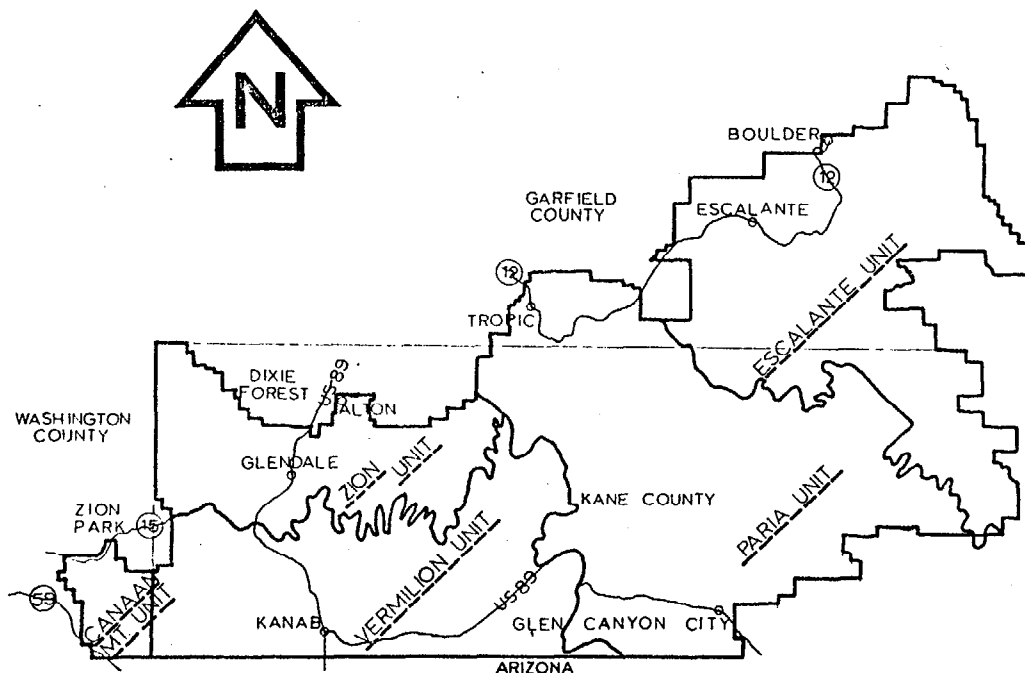 N
BOULDER
12
GARFIELD
COUNTY
ESCALANTE
ESCALANTE UNIT
12
TROPIC
DIXIE
FOREST
US-89
ALTON
WASHINGTON
COUNTY
GLENDALE
ZION UNIT
KANE COUNTY
ZION
PARK
15
PARIA UNIT
VERMILION UNIT
US-89
59
CANAAN
MT. UNIT
KANAB
GLEN CANYON CITY
ARIZONA